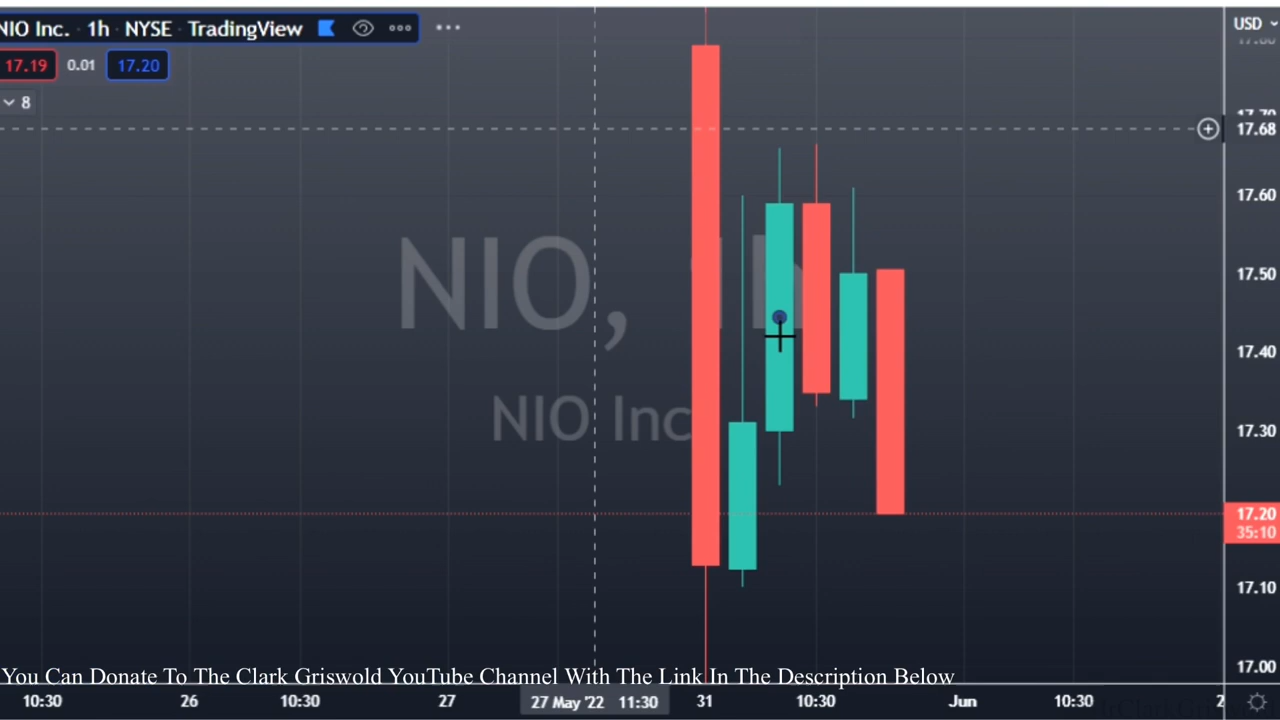 NIO Inc. · 1h · NYSE · TradingView
USD
17.19 0.01 17.20
8
17.70
17.68
17.60
NIO, 1h
17.50
17.40
NIO Inc
17.30
17.20
35:10
17.10
17.00
You Can Donate To The Clark Griswold YouTube Channel With The Link In The Description Below
10:30 26 10:30 27 27 May '22 11:30 31 10:30 Jun 10:30 2